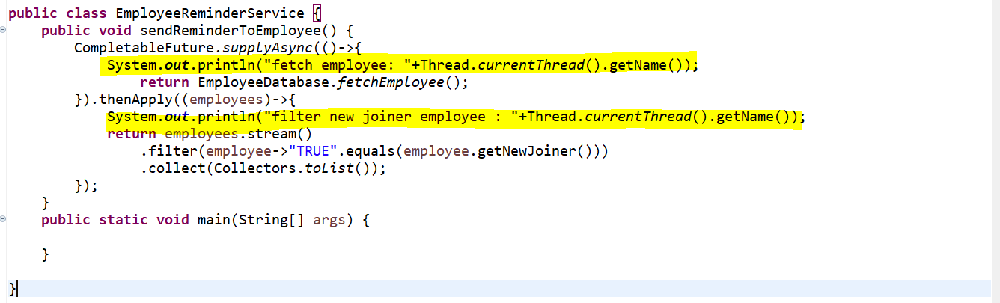 public class EmployeeReminderService {
public void sendReminderToEmployee() {
CompletableFuture.supplyAsync(()->{
System.out.println("fetch employee: "+Thread.currentThread().getName());
return EmployeeDatabase.fetchEmployee();
}).thenApply((employees)->{
System.out.println("filter new joiner employee : "+Thread.currentThread().getName());
return employees.stream()
.filter(employee->"TRUE".equals(employee.getNewJoiner()))
.collect(Collectors.toList());
});
}
public static void main(String[] args) {
}
}